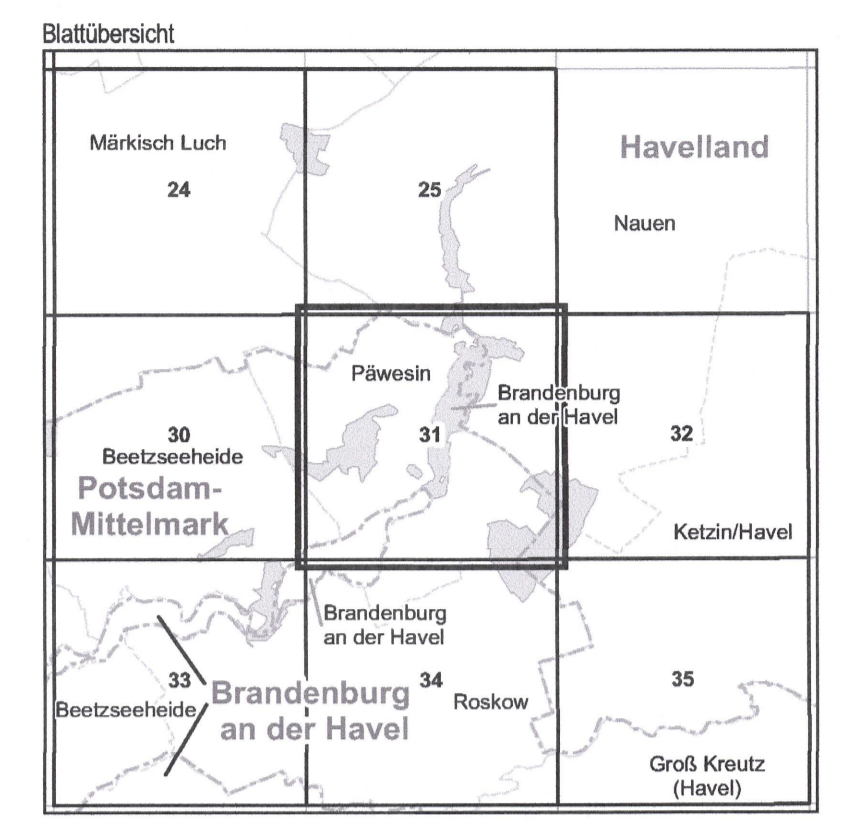 Blattübersicht
Märkisch Luch
24
25
Havelland
Nauen
Päwesin
Brandenburg
an der Havel
30
Beetzseeheide
31
32
Potsdam-
Mittelmark
Ketzin/Havel
Brandenburg
an der Havel
33
Beetzseeheide
Brandenburg
an der Havel
34
Roskow
35
Groß Kreutz
(Havel)